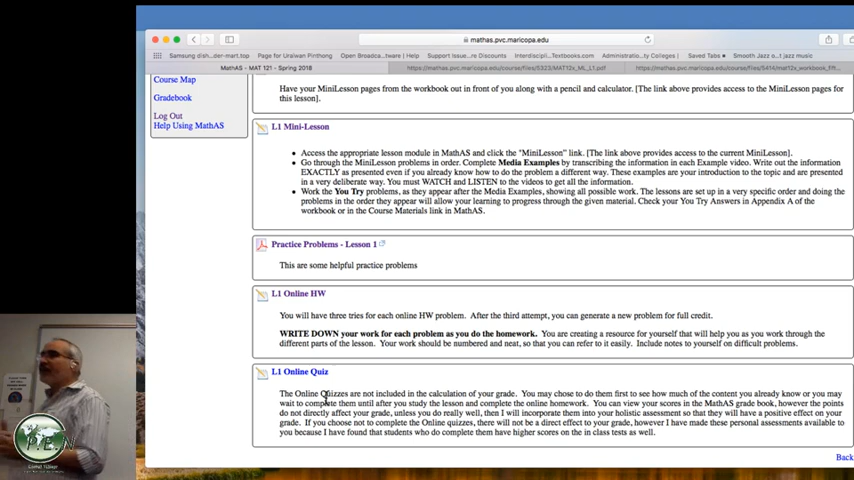 mathas.pvc.maricopa.edu
Samsung dish...der-mart.top Page for Uraiwan Pinthong Open Broadca...r | Help Support Issue...re Discounts Interdiscipl...Textbooks.com Administratio...ty Colleges | Saved Tabs Smooth Jazz o...t jazz music
MathAS - MAT 121 - Spring 2018
Course Map
Gradebook
Log Out
Help Using MathAS
Have your MiniLesson pages from the workbook out in front of you along with a pencil and calculator. [The link above provides access to the MiniLesson pages for
this lesson].
L1 Mini-Lesson
• Access the appropriate lesson module in MathAS and click the "MiniLesson" link. [The link above provides access to the current MiniLesson].
• Go through the MiniLesson problems in order. Complete Media Examples by transcribing the information in each Example video. Write out the information
EXACTLY as presented even if you already know how to do the problem a different way. These examples are your introduction to the topic and are presented
in a very deliberate way. You must WATCH and LISTEN to the videos to get all the information.
• Work the You Try problems, as they appear after the Media Examples, showing all possible work. The lessons are set up in a very specific order and doing the
problems in the order they appear will allow your learning to progress through the given material. Check your You Try Answers in Appendix A of the
workbook or in the Course Materials link in MathAS.
Practice Problems - Lesson 1
This are some helpful practice problems
L1 Online HW
You will have three tries for each online HW problem. After the third attempt, you can generate a new problem for full credit.
WRITE DOWN your work for each problem as you do the homework. You are creating a resource for yourself that will help you as you work through the
different parts of the lesson. Your work should be numbered and neat, so that you can refer to it easily. Include notes to yourself on difficult problems.
L1 Online Quiz
The Online Quizzes are not included in the calculation of your grade. You may chose to do them first to see how much of the content you already know or you may
wait to complete them until after you study the lesson and complete the online homework. You can view your scores in the MathAS grade book, however the points
do not directly affect your grade, unless you do really well, then I will incorporate them into your holistic assessment so that they will have a positive effect on your
grade. If you choose not to complete the Online quizzes, there will not be a direct effect to your grade, however I have made these personal assessments available to
you because I have found that students who do complete them have higher scores on the in class tests as well.
Back